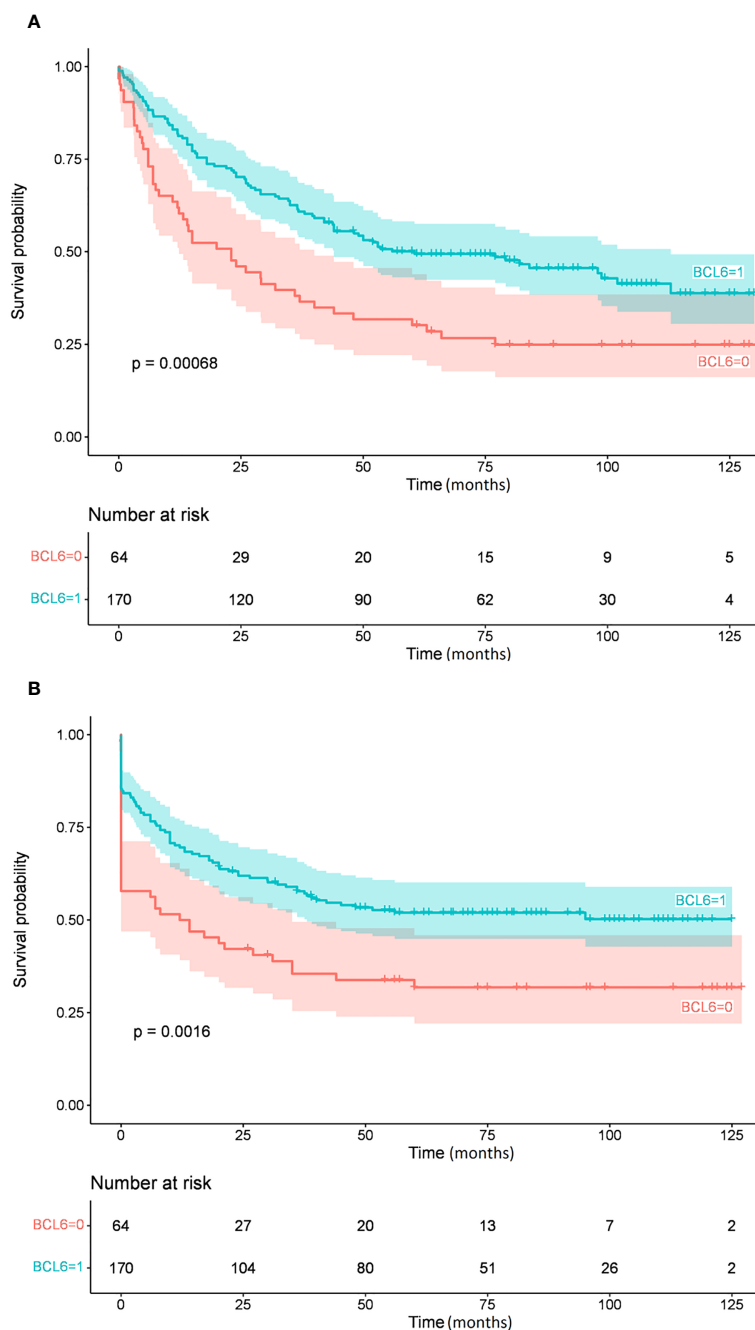 A
1.00
0.75
0.50
0.25
0.00
Survival probability
BCL6=1
BCL6=0
p = 0.00068
0 25 50 75 100 125
Time (months)
Number at risk
BCL6=0 64 29 20 15 9 5
BCL6=1 170 120 90 62 30 4
0 25 50 75 100 125
Time (months)
B
1.00
0.75
0.50
0.25
0.00
Survival probability
BCL6=1
BCL6=0
p = 0.0016
0 25 50 75 100 125
Time (months)
Number at risk
BCL6=0 64 27 20 13 7 2
BCL6=1 170 104 80 51 26 2
0 25 50 75 100 125
Time (months)